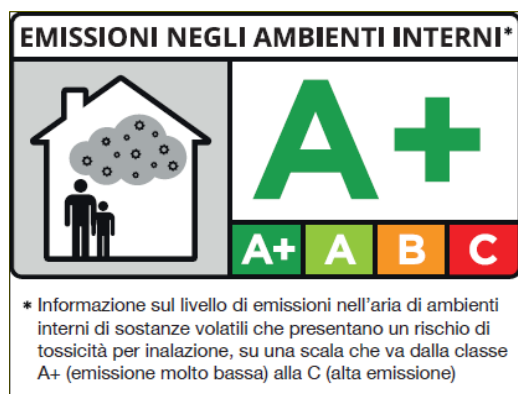 EMISSIONI NEGLI AMBIENTI INTERNI*
A+
A+ A B C
* Informazione sul livello di emissioni nell'aria di ambienti
interni di sostanze volatili che presentano un rischio di
tossicità per inalazione, su una scala che va dalla classe
A+ (emissione molto bassa) alla C (alta emissione)